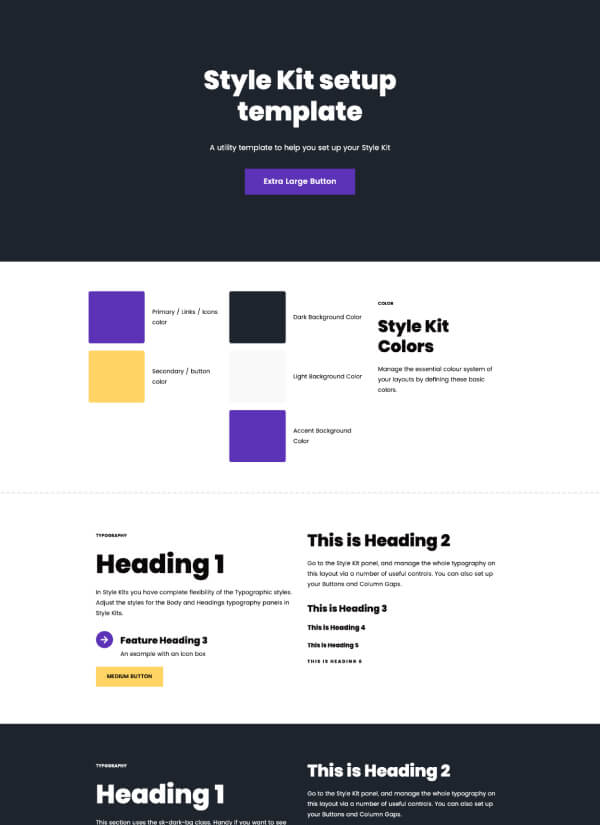 Style Kit setup
template
A utility template to help you set up your Style Kit
Extra Large Button
Primary / Links / Icons
color
Dark Background Color
Secondary / button
color
Light Background Color
Accent Background
Color
COLOR
Style Kit
Colors
Manage the essential colour system of
your layouts by defining these basic
colors.
TYPOGRAPHY
Heading 1
In Style Kits you have complete flexibility of the Typographic styles.
Adjust the styles for the Body and Headings typography panels in
Style Kits.
Feature Heading 3
An example with an icon box
MEDIUM BUTTON
This is Heading 2
Go to the Style Kit panel, and manage the whole typography on
this layout via a number of useful controls. You can also set up
your Buttons and Column Gaps.
This is Heading 3
This is Heading 4
This is Heading 5
THIS IS HEADING 6
TYPOGRAPHY
Heading 1
This section uses the sk-dark-bg class. Handy if you want to see
This is Heading 2
Go to the Style Kit panel, and manage the whole typography on
this layout via a number of useful controls. You can also set up
your Buttons and Column Gaps.